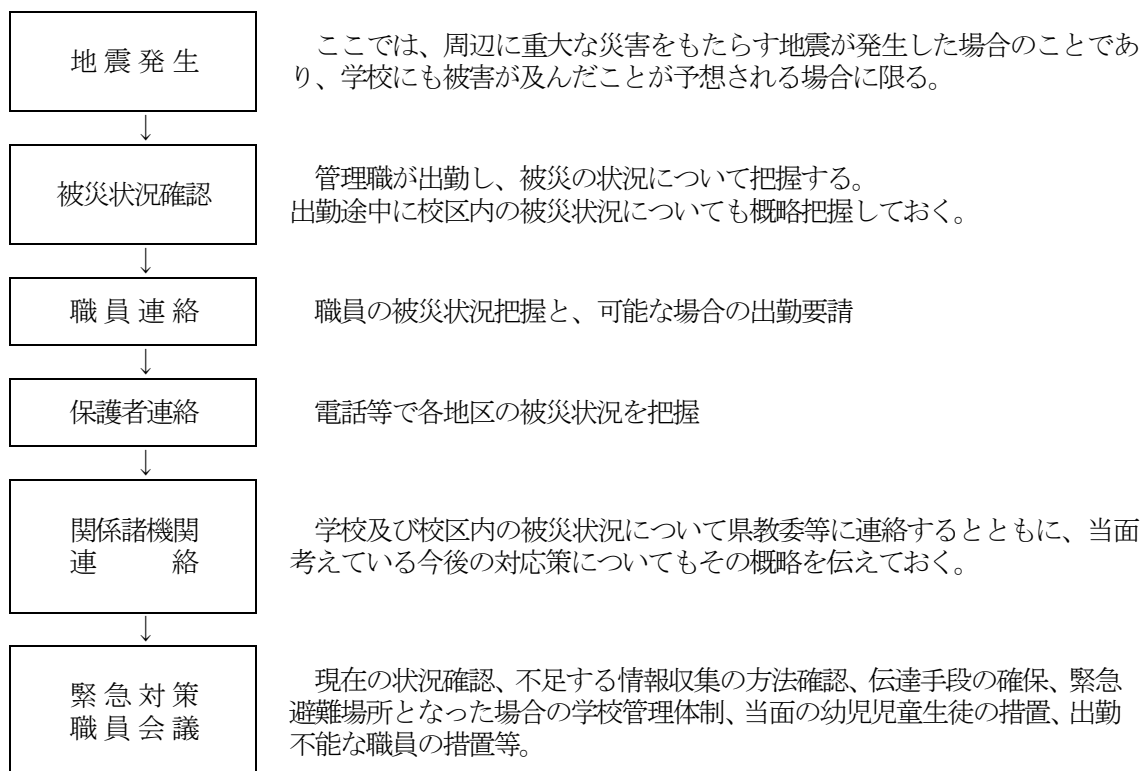 地 震 発 生
ここでは、周辺に重大な災害をもたらす地震が発生した場合のことであ
り、学校にも被害が及んだことが予想される場合に限る。
↓
被災状況確認
管理職が出勤し、被災の状況について把握する。
出勤途中に校区内の被災状況についても概略把握しておく。
↓
職 員 連 絡
職員の被災状況把握と、可能な場合の出勤要請
↓
保護者連絡
電話等で各地区の被災状況を把握
↓
関係諸機関
連 絡
学校及び校区内の被災状況について県教委等に連絡するとともに、当面
考えている今後の対応策についてもその概略を伝えておく。
↓
緊 急 対 策
職 員 会 議
現在の状況確認、不足する情報収集の方法確認、伝達手段の確保、緊急
避難場所となった場合の学校管理体制、当面の幼児児童生徒の措置、出勤
不能な職員の措置等。